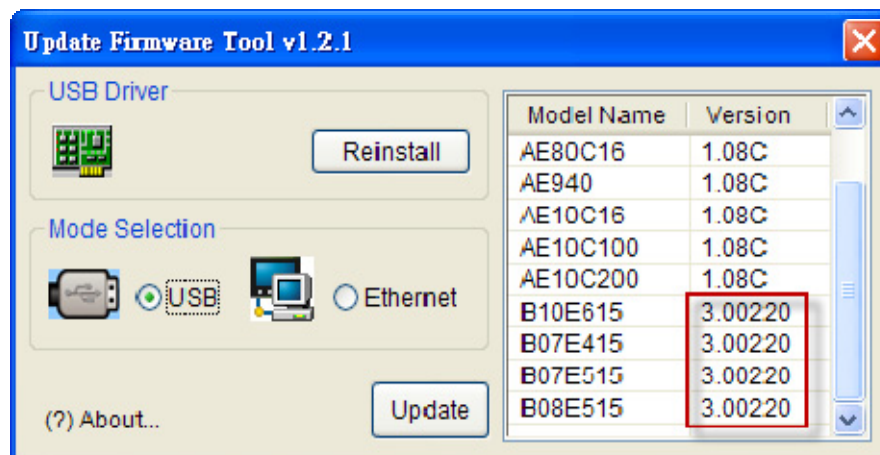 Update Firmware Tool v1.2.1
USB Driver
Reinstall
Mode Selection
USB
Ethernet
(?) About...
Update
Model Name Version
AE80C16 1.08C
AE940 1.08C
AE10C16 1.08C
AE10C100 1.08C
AE10C200 1.08C
B10E615 3.00220
B07E415 3.00220
B07E515 3.00220
B08E515 3.00220